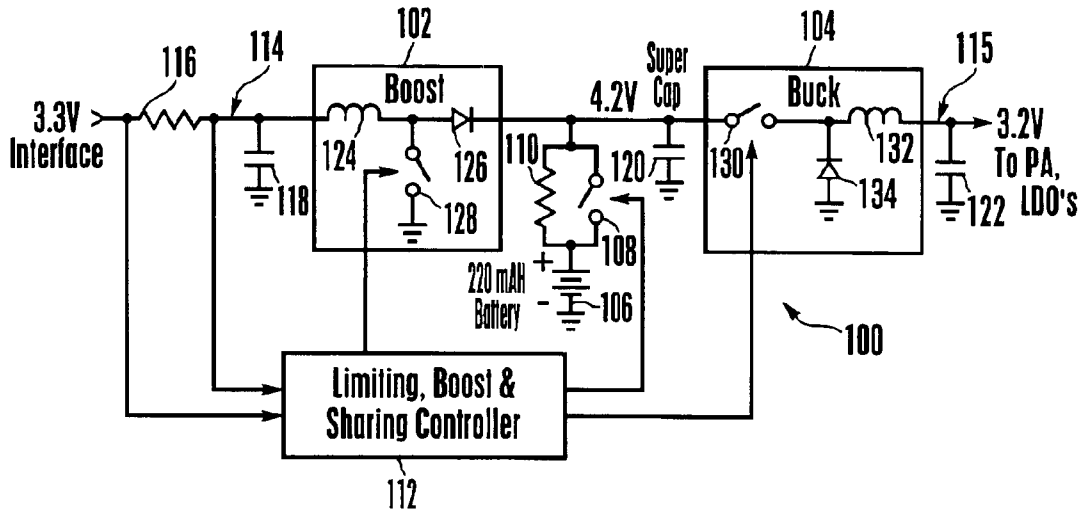 102
104
116
114
115
Boost
Buck
4.2V
Super
Cap
3.3V
Interface
3.2V
To PA,
LDO's
124
126
128
118
110
120
108
130
132
134
122
+
-
220 mAH
Battery
106
100
Limiting, Boost &
Sharing Controller
112